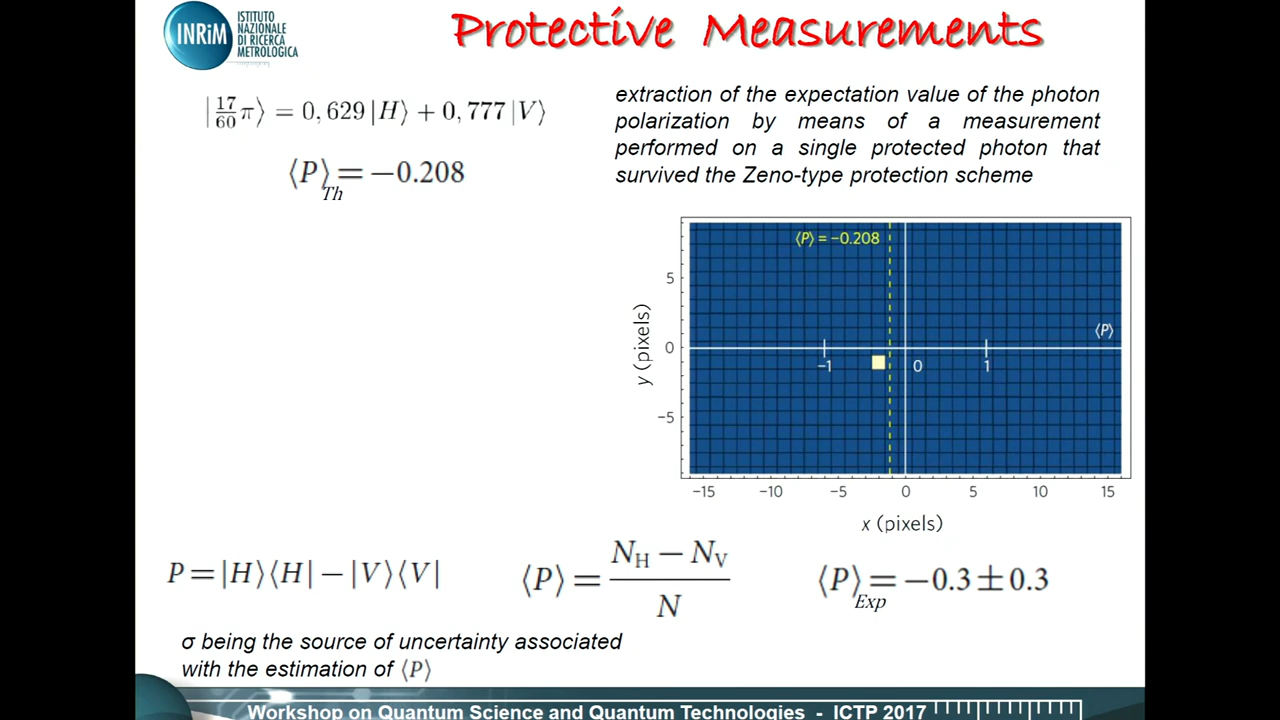 INRiM
ISTITUTO
NAZIONALE
DI RICERCA
METROLOGICA
Protective Measurements
|17/60 π⟩ = 0,629 |H⟩ + 0,777 |V⟩
⟨P⟩Th = −0.208
extraction of the expectation value of the photon
polarization by means of a measurement
performed on a single protected photon that
survived the Zeno-type protection scheme
⟨P⟩ = −0.208
⟨P⟩
−1 0 1
y (pixels)
5
0
−5
−15 −10 −5 0 5 10 15
x (pixels)
P = |H⟩⟨H| − |V⟩⟨V|
⟨P⟩ = (NH − NV) / N
⟨P⟩Exp = −0.3 ± 0.3
σ being the source of uncertainty associated
with the estimation of ⟨P⟩
Workshop on Quantum Science and Quantum Technologies - ICTP 2017